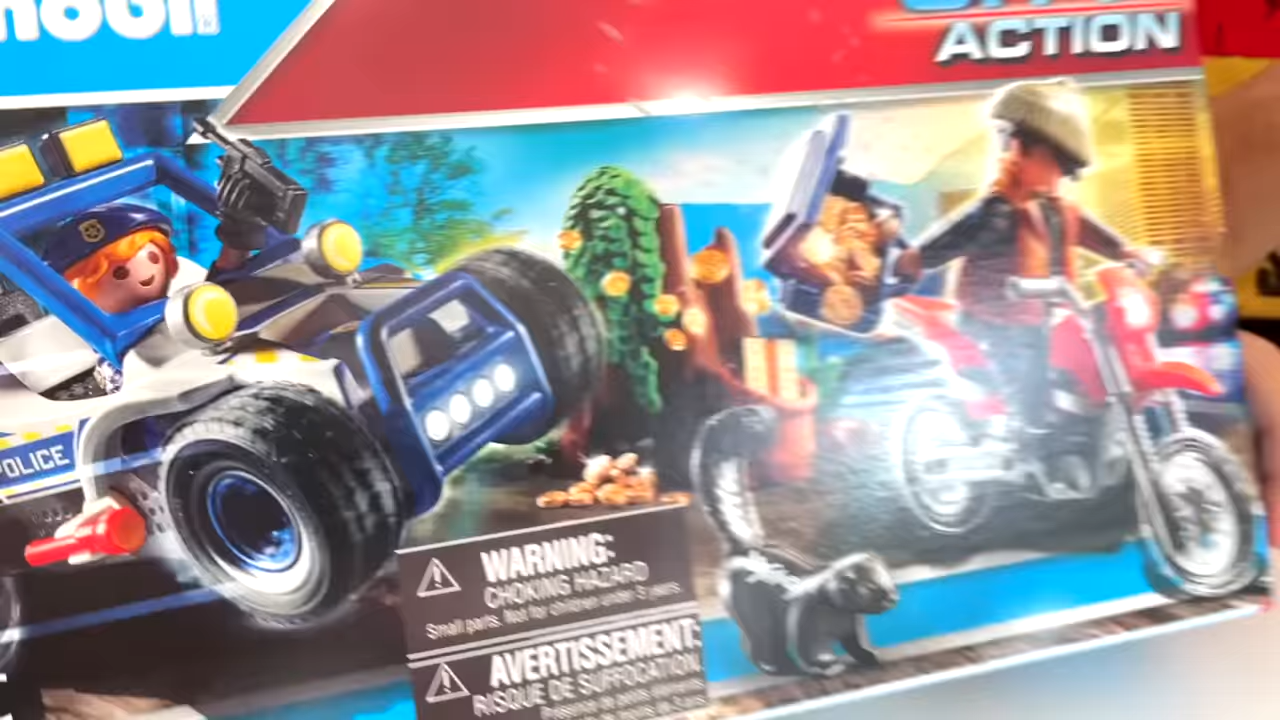 ACTION
POLICE
WARNING:
CHOKING HAZARD
Small parts. Not for children under 3 years.
AVERTISSEMENT:
RISQUE DE SUFFOCATION